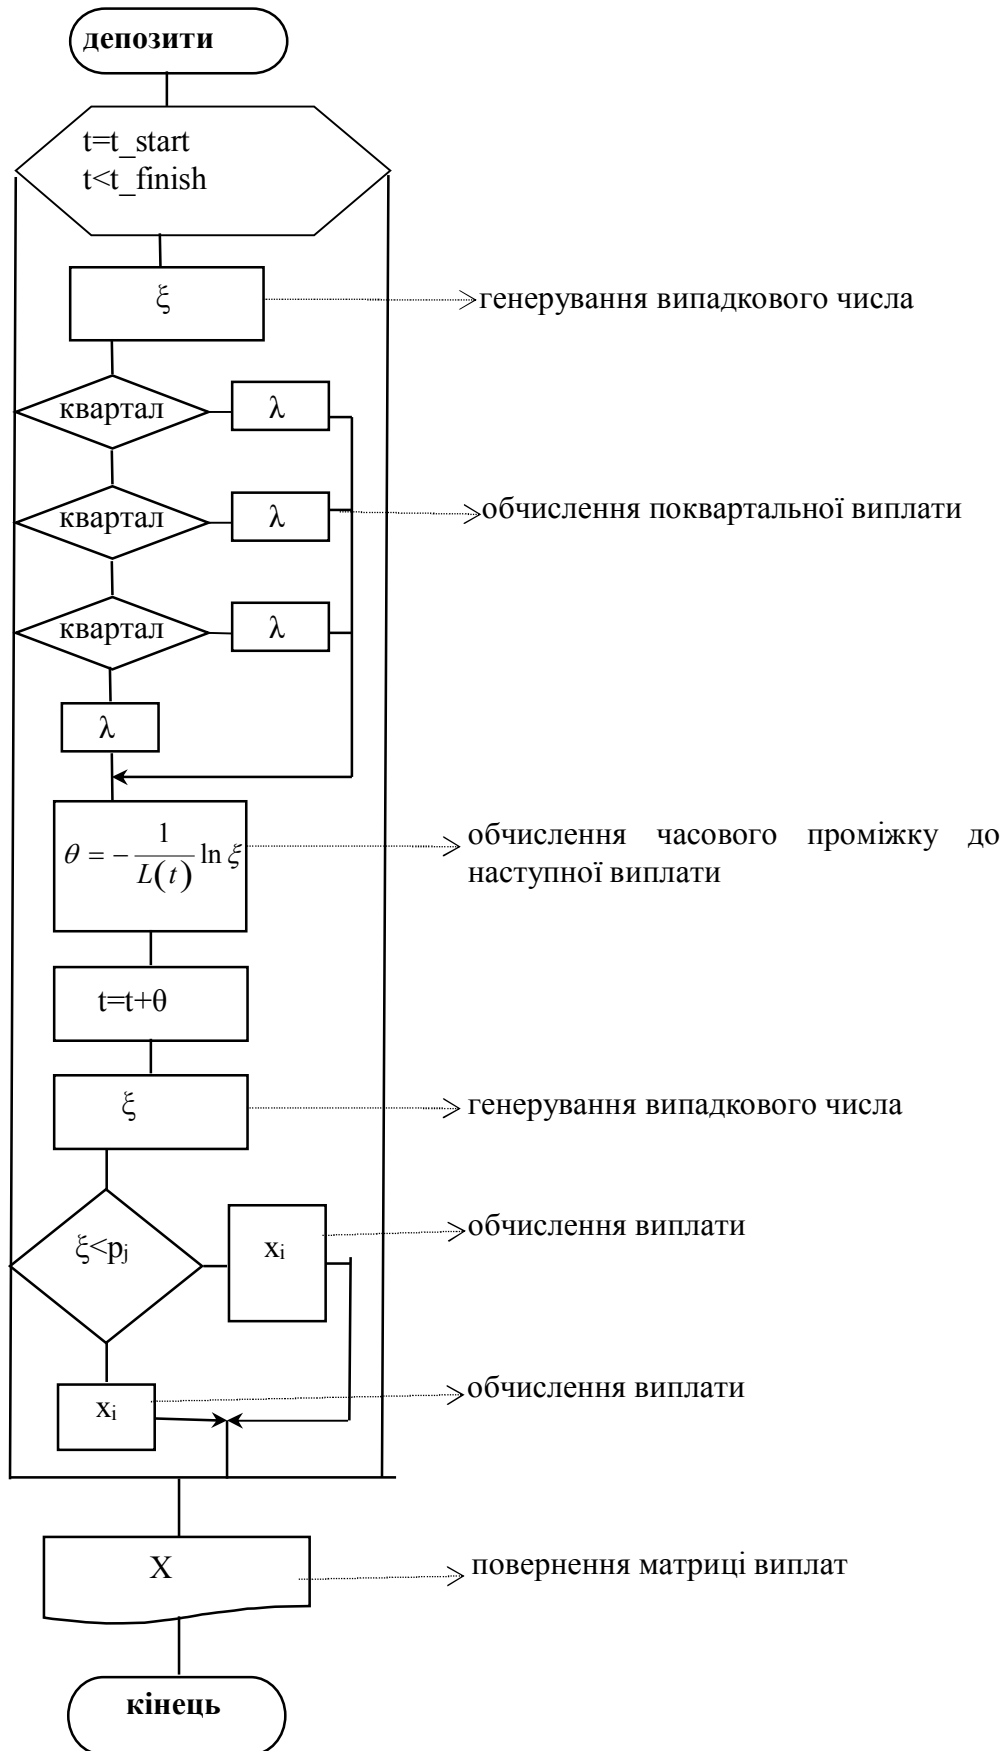 депозити
t=t_start
t<t_finish
ξ
генерування випадкового числа
квартал
λ
квартал
λ
обчислення поквартальної виплати
квартал
λ
λ
θ = − 1/L(t) ln ξ
обчислення часового проміжку до
наступної виплати
t=t+θ
ξ
генерування випадкового числа
ξ<pj
xi
обчислення виплати
xi
обчислення виплати
X
повернення матриці виплат
кінець